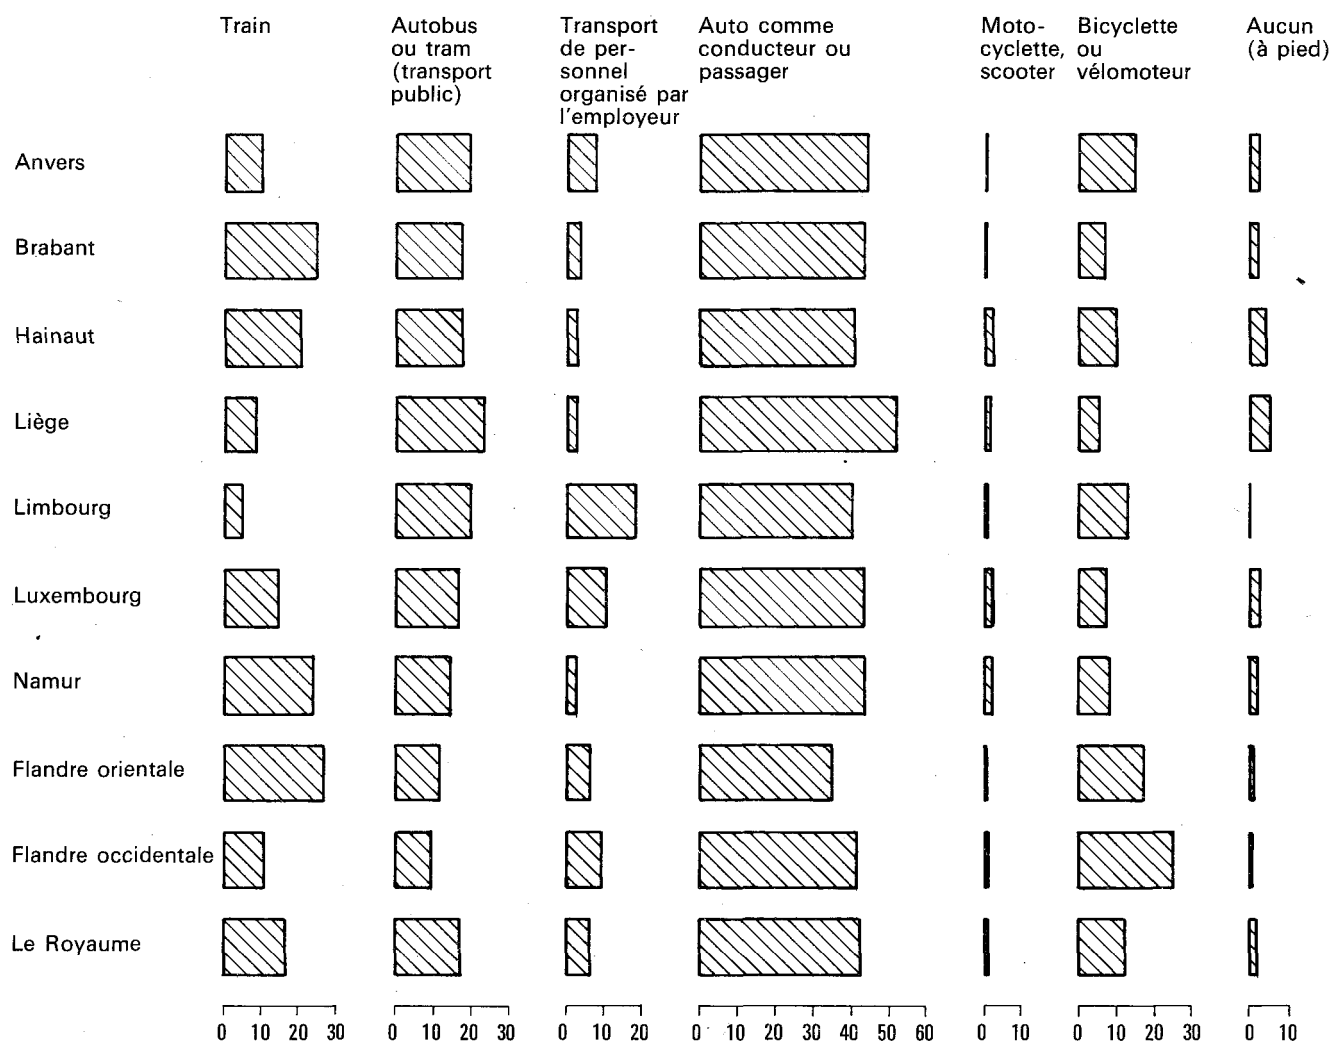 Train
Autobus
ou tram
(transport
public)
Transport
de per-
sonnel
organisé par
l'employeur
Auto comme
conducteur ou
passager
Moto-
cyclette,
scooter
Bicyclette
ou
vélomoteur
Aucun
(à pied)
Anvers
Brabant
Hainaut
Liège
Limbourg
Luxembourg
Namur
Flandre orientale
Flandre occidentale
Le Royaume
0 10 20 30
0 10 20 30
0 10 20
0 10 20 30 40 50 60
0 10
0 10 20 30
0 10